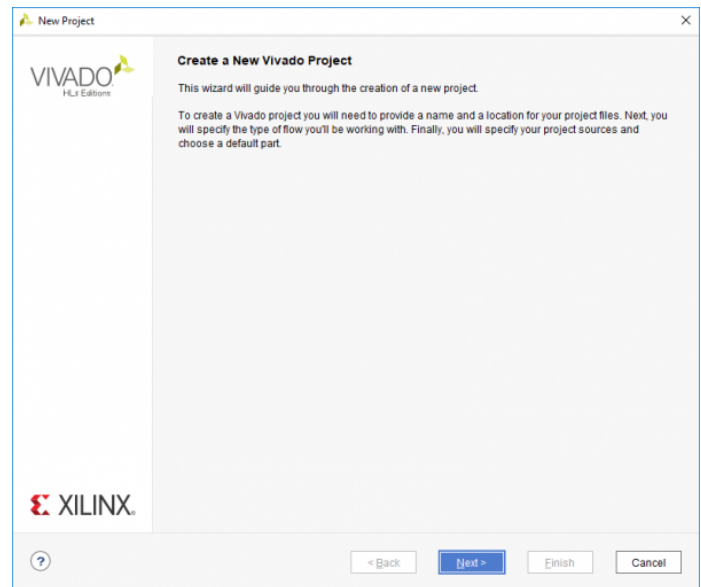 New Project
VIVADO
HLx Editions
Create a New Vivado Project
This wizard will guide you through the creation of a new project.
To create a Vivado project you will need to provide a name and a location for your project files. Next, you
will specify the type of flow you'll be working with. Finally, you will specify your project sources and
choose a default part.
XILINX
?
< Back
Next >
Finish
Cancel